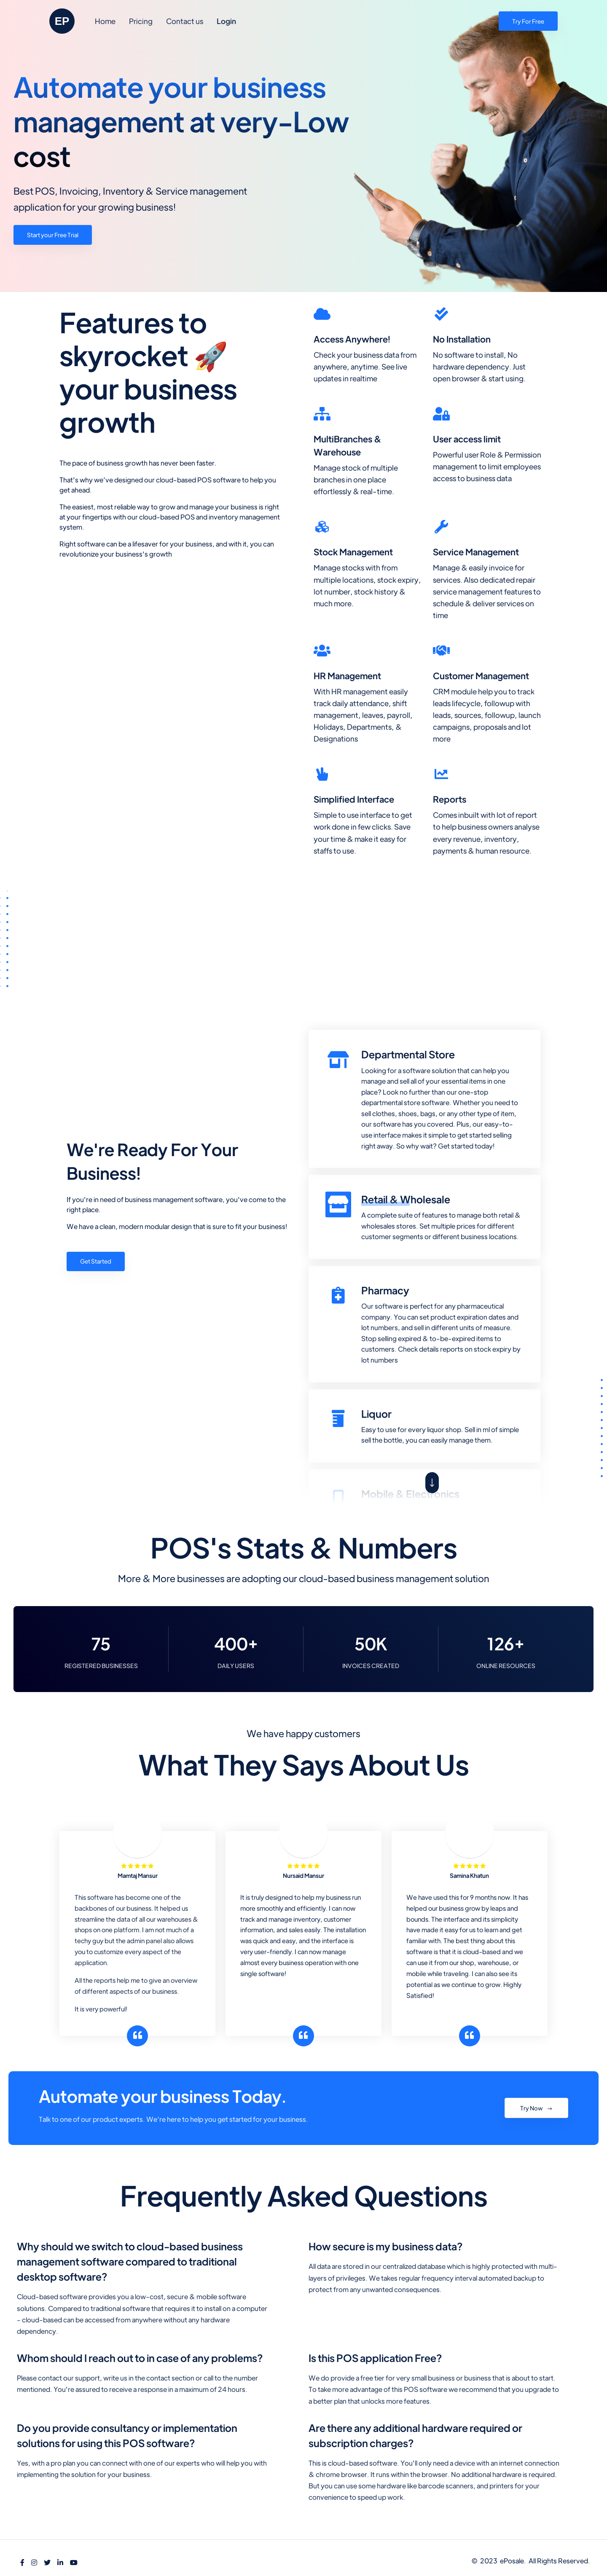 EP
Home
Pricing
Contact us
Login
Try For Free
Automate your business
management at very-Low
cost
Best POS, Invoicing, Inventory & Service management
application for your growing business!
Start your Free Trial
Features to
skyrocket 🚀
your business
growth
The pace of business growth has never been faster.
That's why we've designed our cloud-based POS software to help you
get ahead.
The easiest, most reliable way to grow and manage your business is right
at your fingertips with our cloud-based POS and inventory management
system.
Right software can be a lifesaver for your business, and with it, you can
revolutionize your business's growth
Access Anywhere!
Check your business data from
anywhere, anytime. See live
updates in realtime
No Installation
No software to install, No
hardware dependency. Just
open browser & start using.
MultiBranches &
Warehouse
Manage stock of multiple
branches in one place
effortlessly & real-time.
User access limit
Powerful user Role & Permission
management to limit employees
access to business data
Stock Management
Manage stocks with from
multiple locations, stock expiry,
lot number, stock history &
much more.
Service Management
Manage & easily invoice for
services. Also dedicated repair
service management features to
schedule & deliver services on
time
HR Management
With HR management easily
track daily attendance, shift
management, leaves, payroll,
Holidays, Departments, &
Designations
Customer Management
CRM module help you to track
leads lifecycle, followup with
leads, sources, followup, launch
campaigns, proposals and lot
more
Simplified Interface
Simple to use interface to get
work done in few clicks. Save
your time & make it easy for
staffs to use.
Reports
Comes inbuilt with lot of report
to help business owners analyse
every revenue, inventory,
payments & human resource.
We're Ready For Your
Business!
If you're in need of business management software, you've come to the
right place.
We have a clean, modern modular design that is sure to fit your business!
Get Started
Departmental Store
Looking for a software solution that can help you
manage and sell all of your essential items in one
place? Look no further than our one-stop
departmental store software. Whether you need to
sell clothes, shoes, bags, or any other type of item,
our software has you covered. Plus, our easy-to-
use interface makes it simple to get started selling
right away. So why wait? Get started today!
Retail & Wholesale
A complete suite of features to manage both retail &
wholesales stores. Set multiple prices for different
customer segments or different business locations.
Pharmacy
Our software is perfect for any pharmaceutical
company. You can set product expiration dates and
lot numbers, and sell in different units of measure.
Stop selling expired & to-be-expired items to
customers. Check details reports on stock expiry by
lot numbers
Liquor
Easy to use for every liquor shop. Sell in ml of simple
sell the bottle, you can easily manage them.
Mobile & Electronics
POS's Stats & Numbers
More & More businesses are adopting our cloud-based business management solution
75
REGISTERED BUSINESSES
400+
DAILY USERS
50K
INVOICES CREATED
126+
ONLINE RESOURCES
We have happy customers
What They Says About Us
Mamtaj Mansur
This software has become one of the
backbones of our business. It helped us
streamline the data of all our warehouses &
shops on one platform. I am not much of a
techy guy but the admin panel also allows
you to customize every aspect of the
application.
All the reports help me to give an overview
of different aspects of our business.
It is very powerful!
Nursaid Mansur
It is truly designed to help my business run
more smoothly and efficiently. I can now
track and manage inventory, customer
information, and sales easily. The installation
was quick and easy, and the interface is
very user-friendly. I can now manage
almost every business operation with one
single software!
Samina Khatun
We have used this for 9 months now. It has
helped our business grow by leaps and
bounds. The interface and its simplicity
have made it easy for us to learn and get
familiar with. The best thing about this
software is that it is cloud-based and we
can use it from our shop, warehouse, or
mobile while traveling. I can also see its
potential as we continue to grow. Highly
Satisfied!
Automate your business Today.
Talk to one of our product experts. We're here to help you get started for your business.
Try Now →
Frequently Asked Questions
Why should we switch to cloud-based business
management software compared to traditional
desktop software?
Cloud-based software provides you a low-cost, secure & mobile software
solutions. Compared to traditional software that requires it to install on a computer
- cloud-based can be accessed from anywhere without any hardware
dependency.
How secure is my business data?
All data are stored in our centralized database which is highly protected with multi-
layers of privileges. We takes regular frequency interval automated backup to
protect from any unwanted consequences.
Whom should I reach out to in case of any problems?
Please contact our support, write us in the contact section or call to the number
mentioned. You're assured to receive a response in a maximum of 24 hours.
Is this POS application Free?
We do provide a free tier for very small business or business that is about to start.
To take more advantage of this POS software we recommend that you upgrade to
a better plan that unlocks more features.
Do you provide consultancy or implementation
solutions for using this POS software?
Yes, with a pro plan you can connect with one of our experts who will help you with
implementing the solution for your business.
Are there any additional hardware required or
subscription charges?
This is cloud-based software. You'll only need a device with an internet connection
& chrome browser. It runs within the browser. No additional hardware is required.
But you can use some hardware like barcode scanners, and printers for your
convenience to speed up work.
© 2023 ePosale. All Rights Reserved.